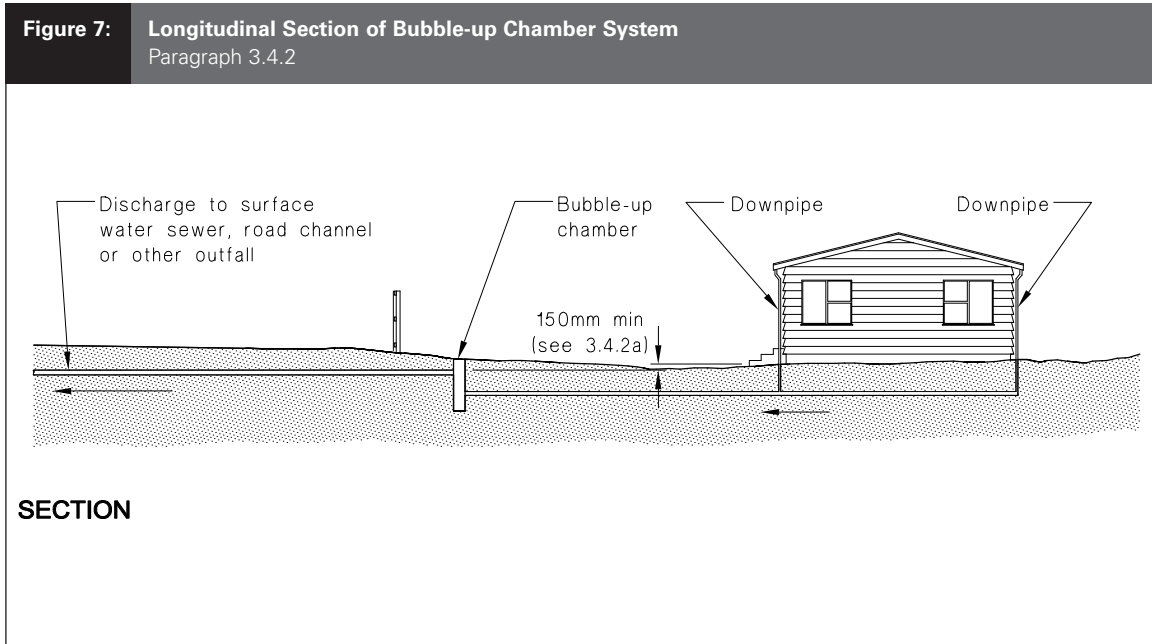 Figure 7:
Longitudinal Section of Bubble-up Chamber System
Paragraph 3.4.2
Discharge to surface
water sewer, road channel
or other outfall
Bubble-up
chamber
Downpipe
Downpipe
150mm min
(see 3.4.2a)
SECTION